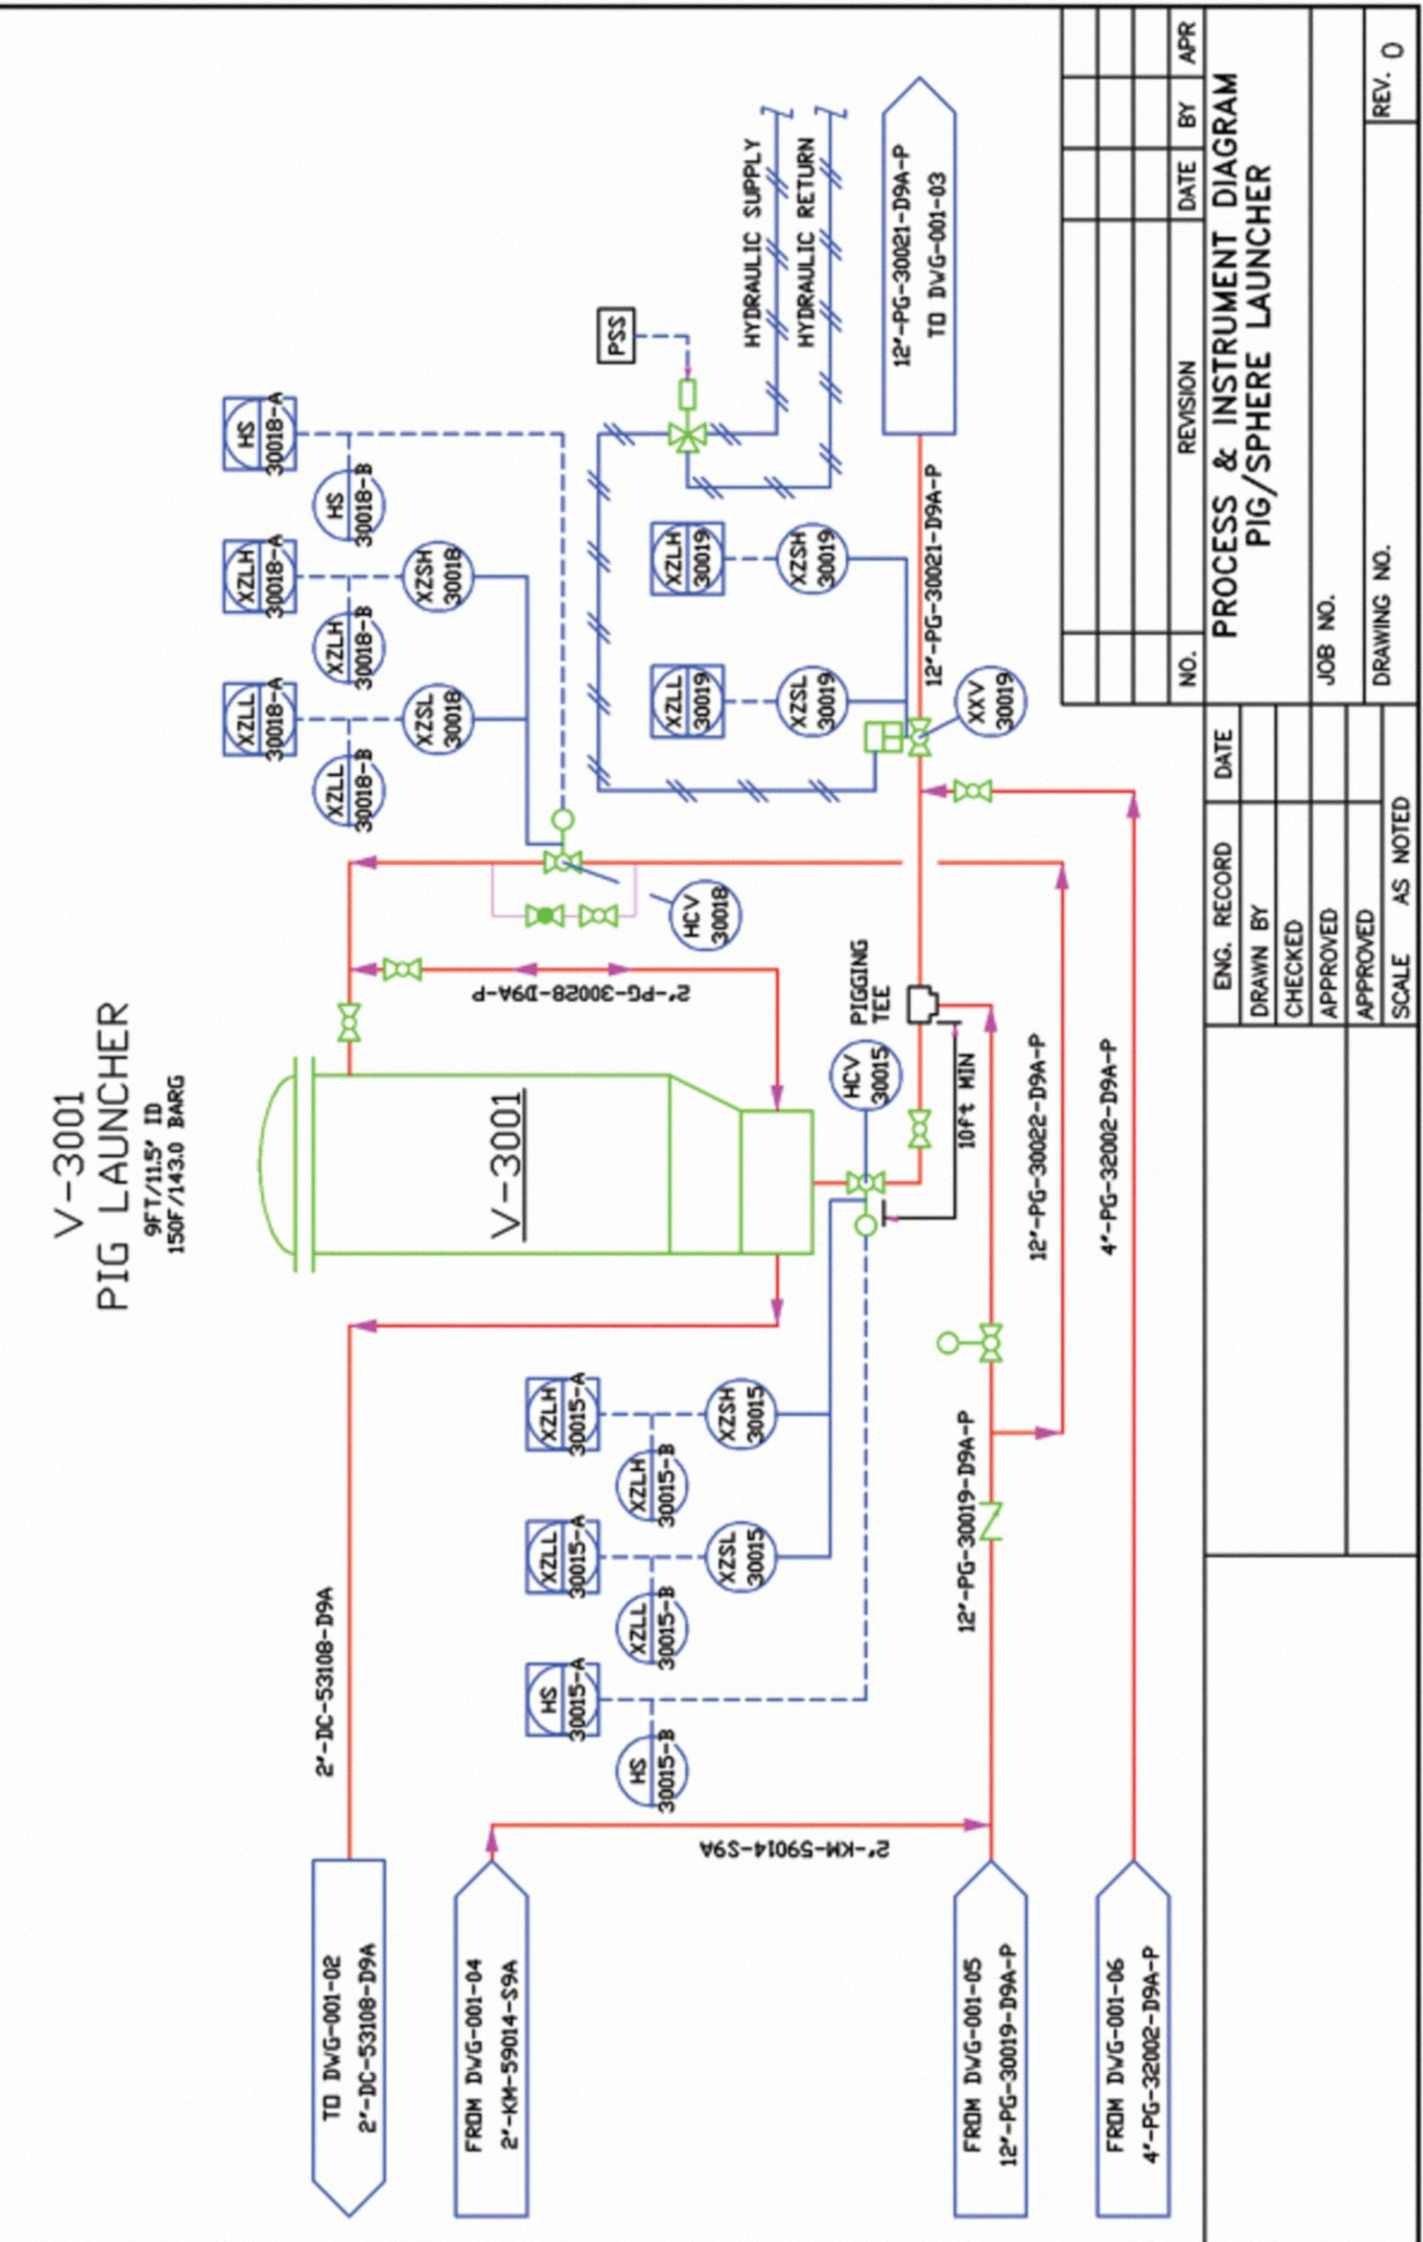 V-3001
PIG LAUNCHER
9FT/11.5' ID
150F/143.0 BARG
V-3001
TO DWG-001-02
2'-DC-53108-D9A
2'-DC-53108-D9A
FROM DWG-001-04
2'-KM-59014-S9A
2'-KM-59014-S9A
FROM DWG-001-05
12'-PG-30019-D9A-P
12'-PG-30019-D9A-P
FROM DWG-001-06
4'-PG-32002-D9A-P
4'-PG-32002-D9A-P
HS
30015-A
HS
30015-B
XZLL
30015-A
XZLL
30015-B
XZSL
30015
XZLH
30015-A
XZLH
30015-B
XZSH
30015
HCV
30015
PIGGING
TEE
10ft MIN
12'-PG-30022-D9A-P
2'-PG-30028-D9A-P
HCV
30018
XZLL
30018-A
XZLL
30018-B
XZSL
30018
XZLH
30018-A
XZLH
30018-B
XZSH
30018
HS
30018-A
HS
30018-B
PSS
XZLL
30019
XZSL
30019
XZLH
30019
XZSH
30019
XXV
30019
HYDRAULIC SUPPLY
HYDRAULIC RETURN
12'-PG-30021-D9A-P
12'-PG-30021-D9A-P
TO DWG-001-03
NO. REVISION DATE BY APR
ENG. RECORD DATE
DRAWN BY
CHECKED
APPROVED
APPROVED
SCALE AS NOTED
PROCESS & INSTRUMENT DIAGRAM
PIG/SPHERE LAUNCHER
JOB NO.
DRAWING NO.
REV. 0